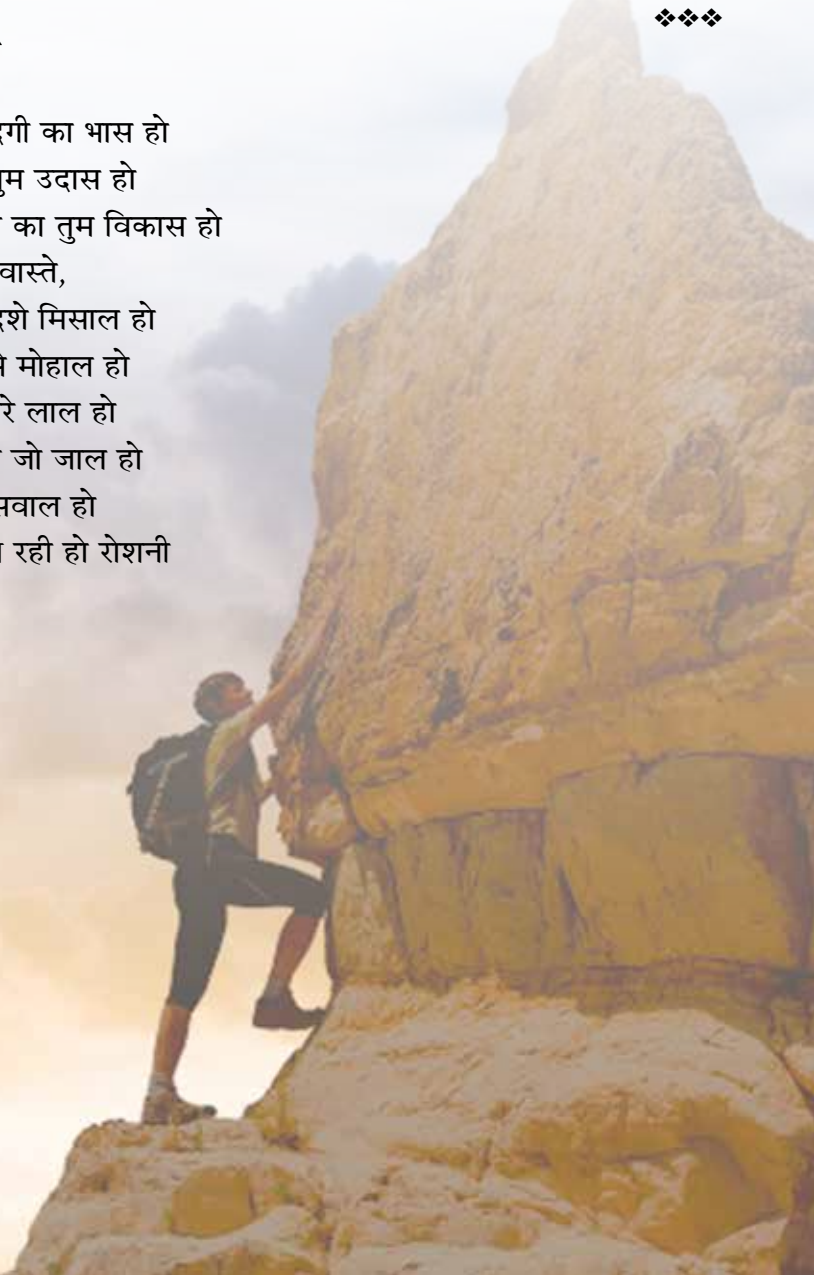 ❖❖❖
का भास हो
उदास हो
का तुम विकास हो
वास्ते,
मिसाल हो
मोहाल हो
लाल हो
जो जाल हो
सवाल हो
रही हो रोशनी